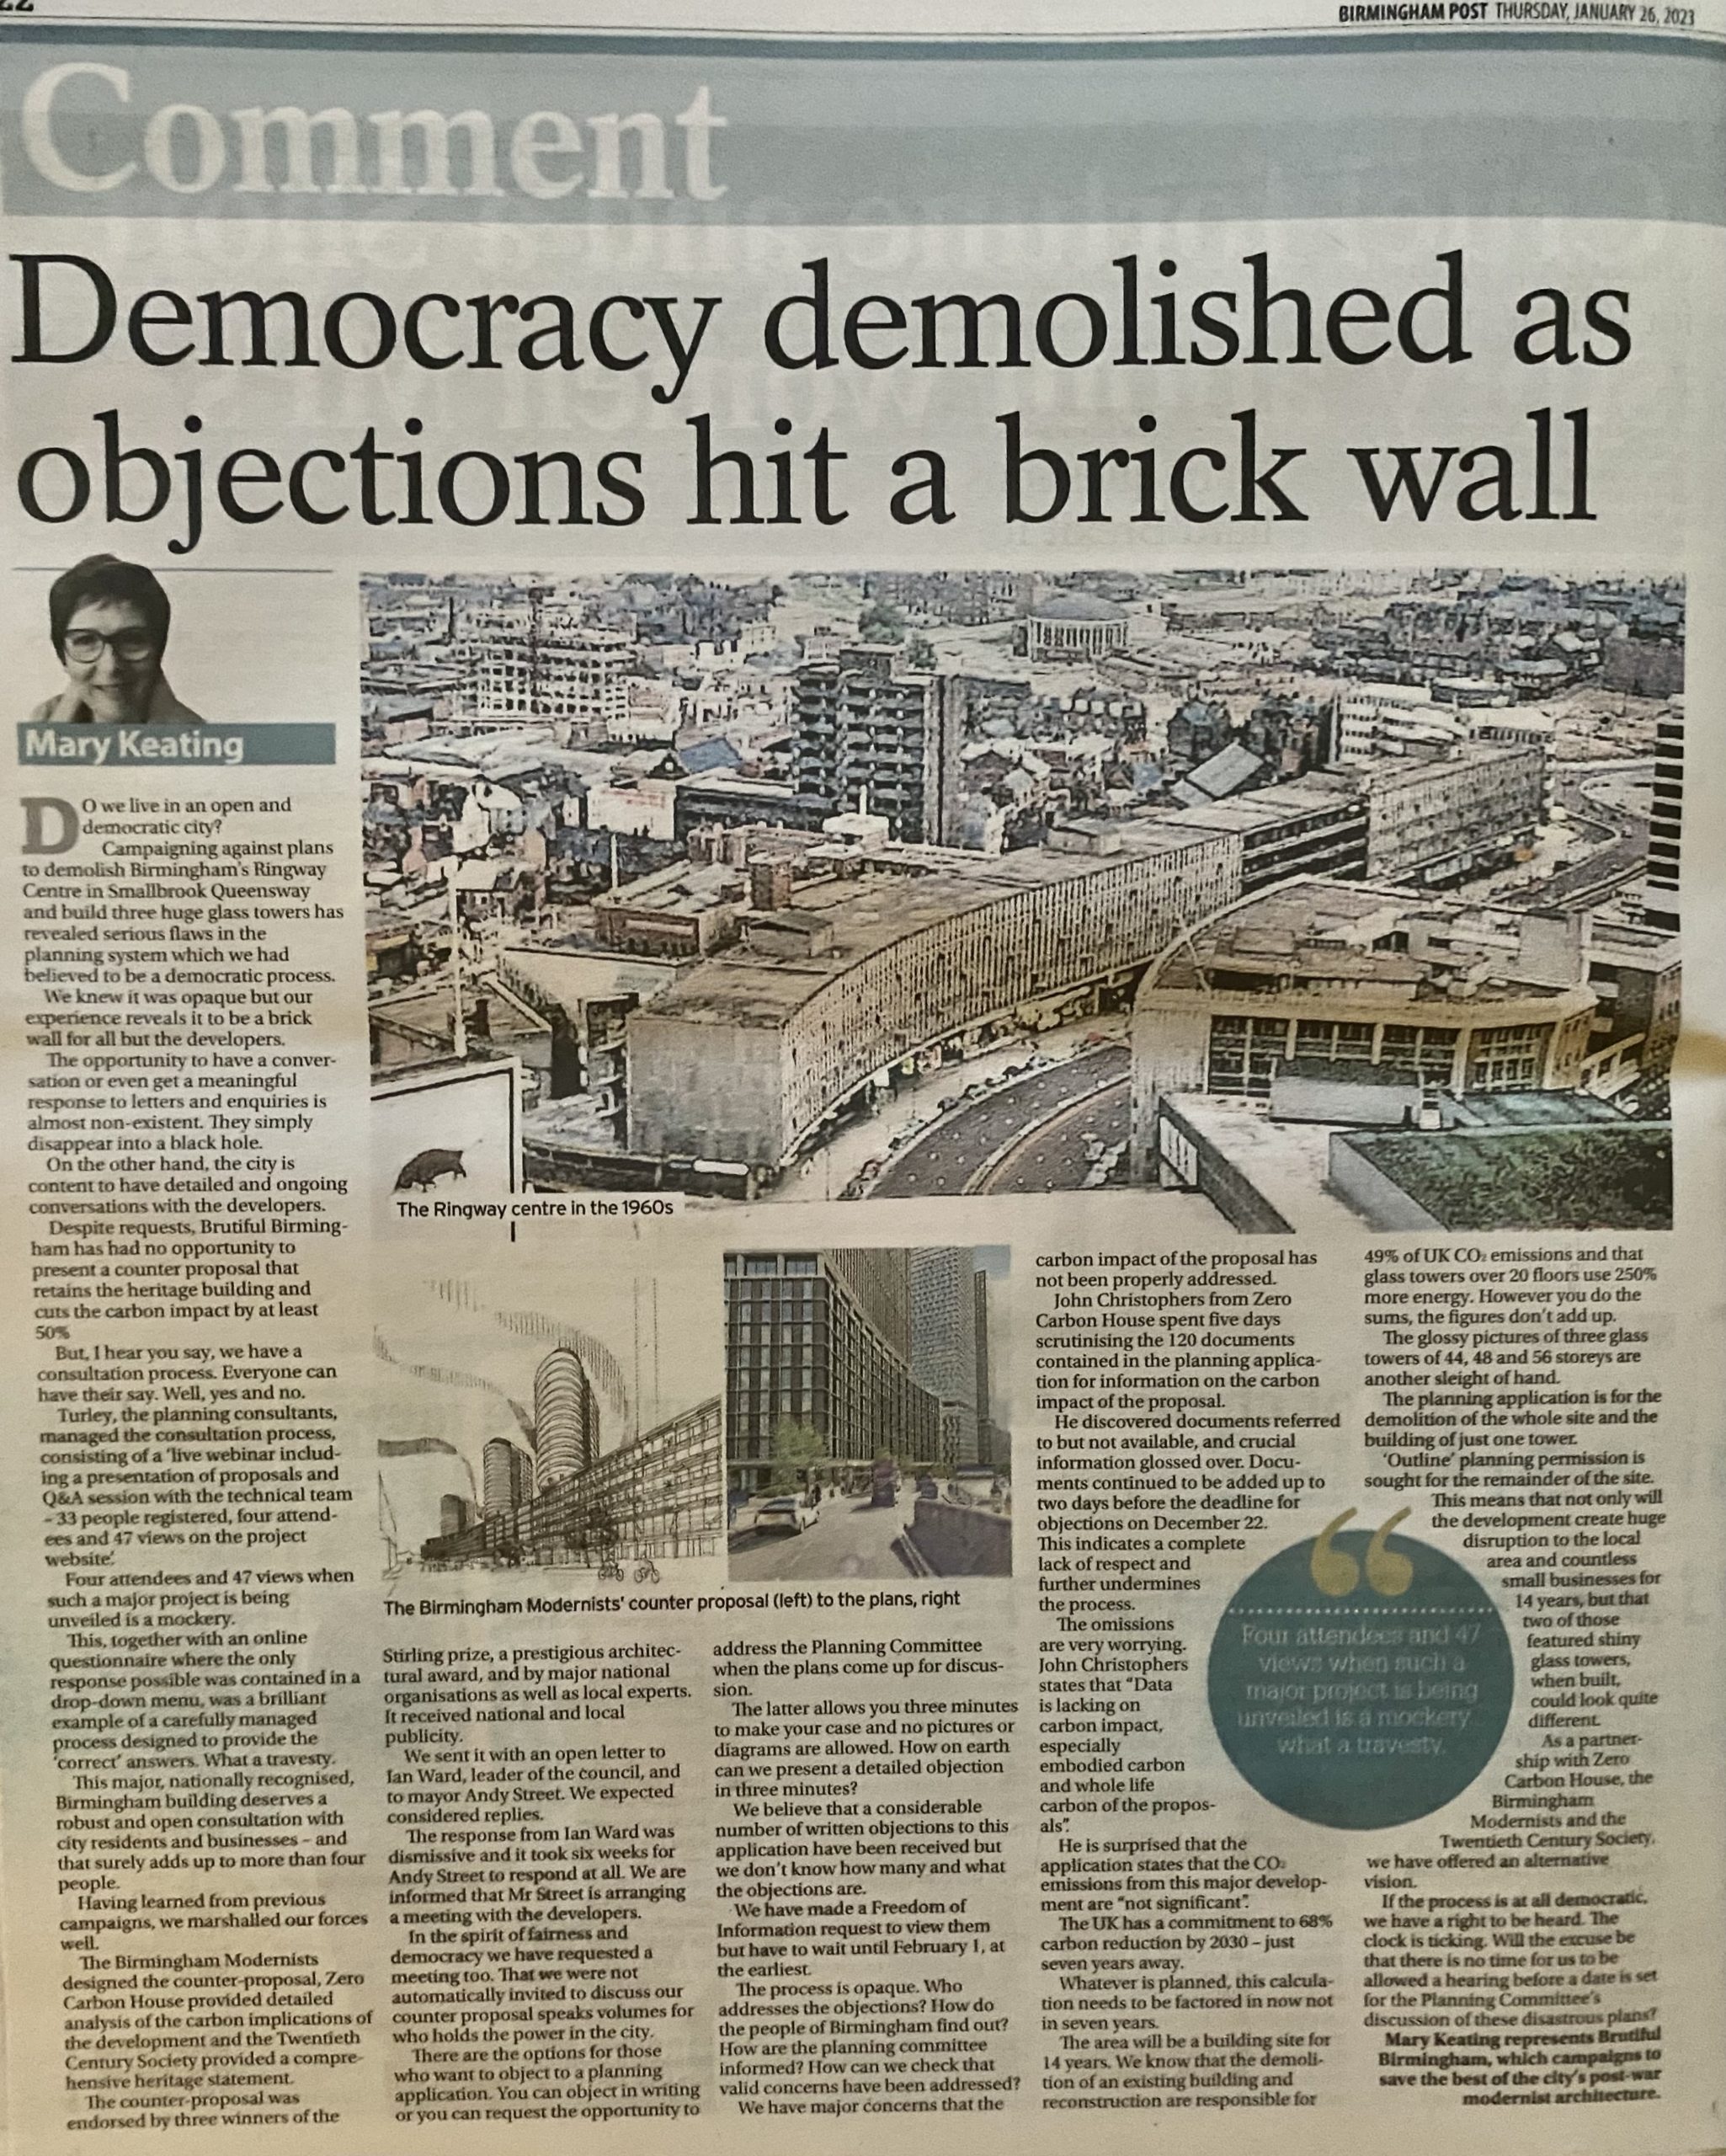 BIRMINGHAM POST THURSDAY, JANUARY 26, 2023
Comment
Democracy demolished as
objections hit a brick wall
Mary Keating
DO we live in an open and
democratic city?
Campaigning against plans
to demolish Birmingham's Ringway
Centre in Smallbrook Queensway
and build three huge glass towers has
revealed serious flaws in the
planning system which we had
believed to be a democratic process.
We knew it was opaque but our
experience reveals it to be a brick
wall for all but the developers.
The opportunity to have a conver-
sation or even get a meaningful
response to letters and enquiries is
almost non-existent. They simply
disappear into a black hole.
On the other hand, the city is
content to have detailed and ongoing
conversations with the developers.
Despite requests, Brutiful Birming-
ham has had no opportunity to
present a counter proposal that
retains the heritage building and
cuts the carbon impact by at least
50%
But, I hear you say, we have a
consultation process. Everyone can
have their say. Well, yes and no.
Turley, the planning consultants,
managed the consultation process,
consisting of a 'live webinar includ-
ing a presentation of proposals and
Q&A session with the technical team
- 33 people registered, four attend-
ees and 47 views on the project
website'.
Four attendees and 47 views when
such a major project is being
unveiled is a mockery.
This, together with an online
questionnaire where the only
response possible was contained in a
drop-down menu, was a brilliant
example of a carefully managed
process designed to provide the
'correct' answers. What a travesty.
This major, nationally recognised,
Birmingham building deserves a
robust and open consultation with
city residents and businesses – and
that surely adds up to more than four
people.
Having learned from previous
campaigns, we marshalled our forces
well.
The Birmingham Modernists
designed the counter-proposal, Zero
Carbon House provided detailed
analysis of the carbon implications of
the development and the Twentieth
Century Society provided a compre-
hensive heritage statement.
The counter-proposal was
endorsed by three winners of the
The Ringway centre in the 1960s
The Birmingham Modernists' counter proposal (left) to the plans, right
Stirling prize, a prestigious architec-
tural award, and by major national
organisations as well as local experts.
It received national and local
publicity.
We sent it with an open letter to
Ian Ward, leader of the council, and
to mayor Andy Street. We expected
considered replies.
The response from Ian Ward was
dismissive and it took six weeks for
Andy Street to respond at all. We are
informed that Mr Street is arranging
a meeting with the developers.
In the spirit of fairness and
democracy we have requested a
meeting too. That we were not
automatically invited to discuss our
counter proposal speaks volumes for
who holds the power in the city.
There are the options for those
who want to object to a planning
application. You can object in writing
or you can request the opportunity to
address the Planning Committee
when the plans come up for discus-
sion.
The latter allows you three minutes
to make your case and no pictures or
diagrams are allowed. How on earth
can we present a detailed objection
in three minutes?
We believe that a considerable
number of written objections to this
application have been received but
we don't know how many and what
the objections are.
We have made a Freedom of
Information request to view them
but have to wait until February 1, at
the earliest.
The process is opaque. Who
addresses the objections? How do
the people of Birmingham find out?
How are the planning committee
informed? How can we check that
valid concerns have been addressed?
We have major concerns that the
carbon impact of the proposal has
not been properly addressed.
John Christophers from Zero
Carbon House spent five days
scrutinising the 120 documents
contained in the planning applica-
tion for information on the carbon
impact of the proposal.
He discovered documents referred
to but not available, and crucial
information glossed over. Docu-
ments continued to be added up to
two days before the deadline for
objections on December 22.
This indicates a complete
lack of respect and
further undermines
the process.
The omissions
are very worrying.
John Christophers
states that "Data
is lacking on
carbon impact,
especially
embodied carbon
and whole life
carbon of the propos-
als".
He is surprised that the
application states that the CO₂
emissions from this major develop-
ment are "not significant".
The UK has a commitment to 68%
carbon reduction by 2030 – just
seven years away.
Whatever is planned, this calcula-
tion needs to be factored in now not
in seven years.
The area will be a building site for
14 years. We know that the demoli-
tion of an existing building and
reconstruction are responsible for
49% of UK CO₂ emissions and that
glass towers over 20 floors use 250%
more energy. However you do the
sums, the figures don't add up.
The glossy pictures of three glass
towers of 44, 48 and 56 storeys are
another sleight of hand.
The planning application is for the
demolition of the whole site and the
building of just one tower.
'Outline' planning permission is
sought for the remainder of the site.
This means that not only will
the development create huge
disruption to the local
area and countless
small businesses for
14 years, but that
two of those
featured shiny
glass towers,
when built,
could look quite
different.
As a partner-
ship with Zero
Carbon House, the
Birmingham
Modernists and the
Twentieth Century Society,
we have offered an alternative
vision.
If the process is at all democratic,
we have a right to be heard. The
clock is ticking. Will the excuse be
that there is no time for us to be
allowed a hearing before a date is set
for the Planning Committee's
discussion of these disastrous plans?
Mary Keating represents Brutiful
Birmingham, which campaigns to
save the best of the city's post-war
modernist architecture.
“
Four attendees and 47
views when such a
major project is being
unveiled is a mockery
what a travesty.